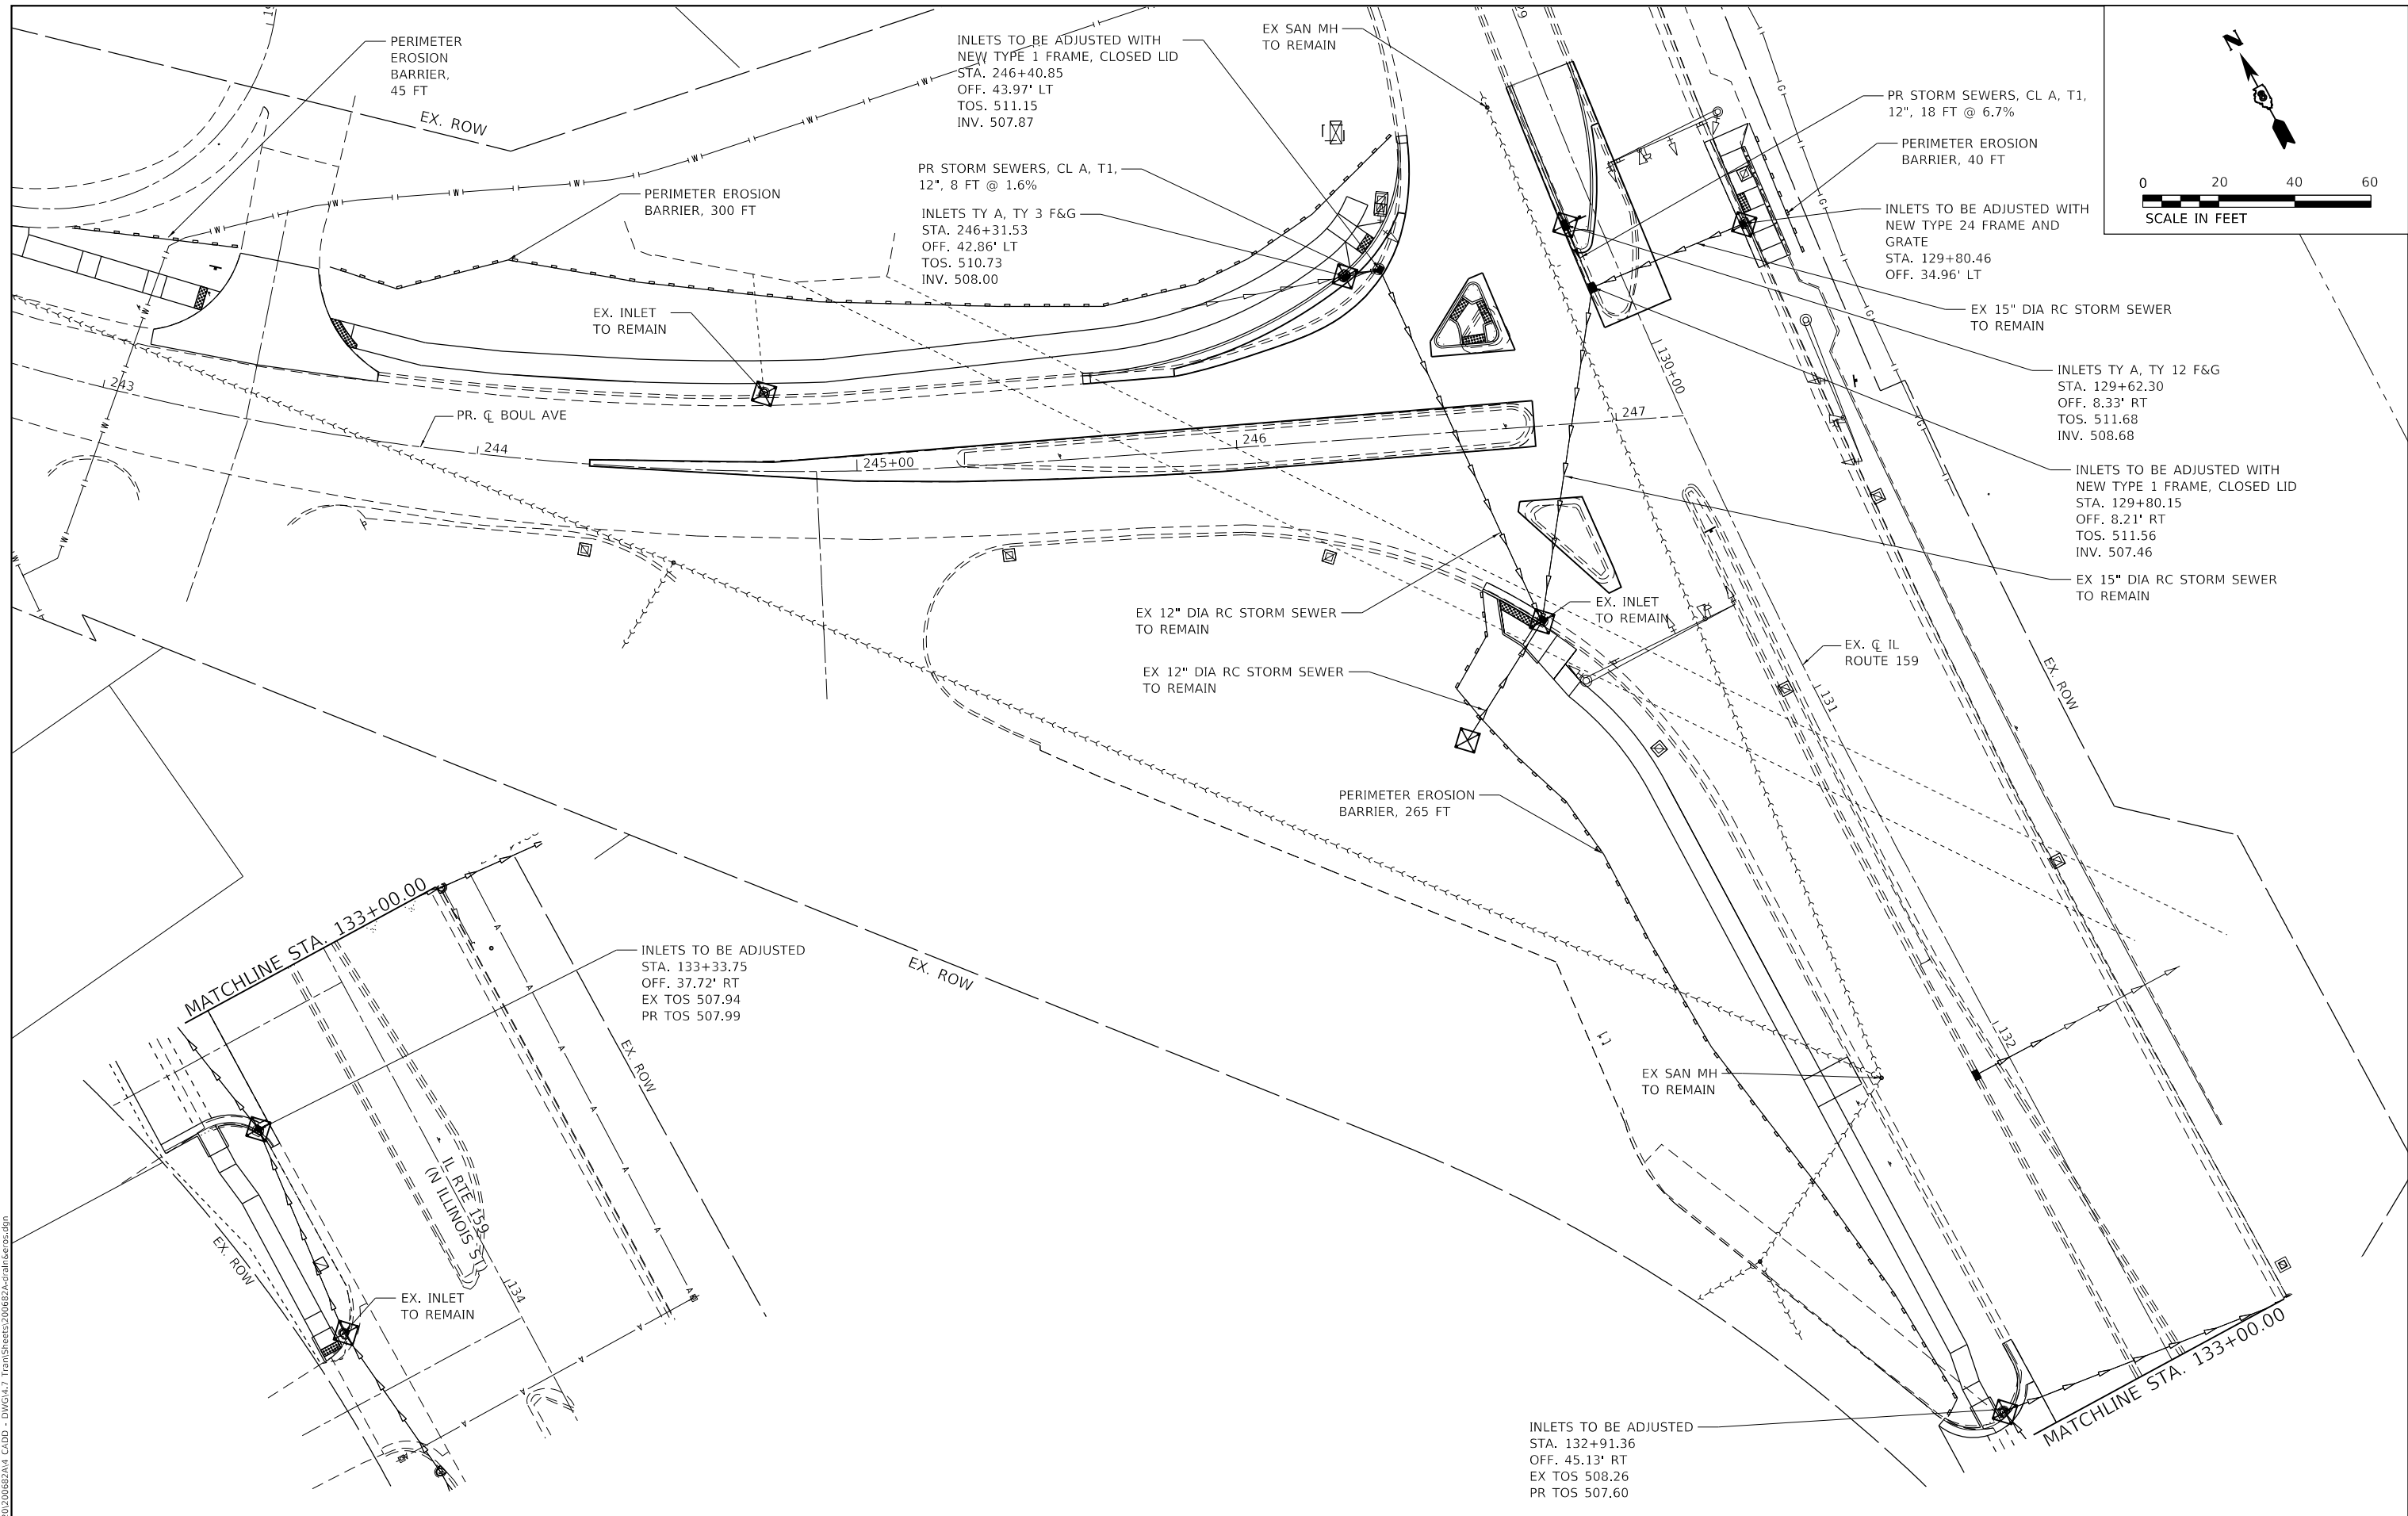 PERIMETER
EROSION
BARRIER,
45 FT
EX. ROW
INLETS TO BE ADJUSTED WITH
NEW TYPE 1 FRAME, CLOSED LID
STA. 246+40.85
OFF. 43.97' LT
TOS. 511.15
INV. 507.87
EX SAN MH
TO REMAIN
N
0 20 40 60
SCALE IN FEET
PR STORM SEWERS, CL A, T1,
12", 18 FT @ 6.7%
PERIMETER EROSION
BARRIER, 40 FT
PR STORM SEWERS, CL A, T1,
12", 8 FT @ 1.6%
PERIMETER EROSION
BARRIER, 300 FT
INLETS TY A, TY 3 F&G
STA. 246+31.53
OFF. 42.86' LT
TOS. 510.73
INV. 508.00
INLETS TO BE ADJUSTED WITH
NEW TYPE 24 FRAME AND
GRATE
STA. 129+80.46
OFF. 34.96' LT
EX. INLET
TO REMAIN
EX 15" DIA RC STORM SEWER
TO REMAIN
INLETS TY A, TY 12 F&G
STA. 129+62.30
OFF. 8.33' RT
TOS. 511.68
INV. 508.68
130+00
243
PR. ℄ BOUL AVE
244
245+00
246
247
INLETS TO BE ADJUSTED WITH
NEW TYPE 1 FRAME, CLOSED LID
STA. 129+80.15
OFF. 8.21' RT
TOS. 511.56
INV. 507.46
EX 15" DIA RC STORM SEWER
TO REMAIN
EX 12" DIA RC STORM SEWER
TO REMAIN
EX. INLET
TO REMAIN
EX 12" DIA RC STORM SEWER
TO REMAIN
EX. ℄ IL
ROUTE 159
EX. ROW
131
PERIMETER EROSION
BARRIER, 265 FT
MATCHLINE STA. 133+00.00
INLETS TO BE ADJUSTED
STA. 133+33.75
OFF. 37.72' RT
EX TOS 507.94
PR TOS 507.99
EX. ROW
EX. ROW
132
EX SAN MH
TO REMAIN
IL RTE 159
(N ILLINOIS ST)
EX. ROW
134
EX. INLET
TO REMAIN
MATCHLINE STA. 133+00.00
INLETS TO BE ADJUSTED
STA. 132+91.36
OFF. 45.13' RT
EX TOS 508.26
PR TOS 507.60